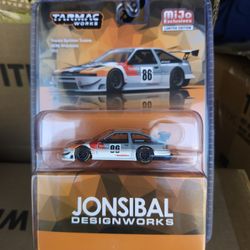 TARMAC
WORKS
MiJo
Exclusives
LIMITED EDITION
86
86
JONSIBAL
DESIGNWORKS